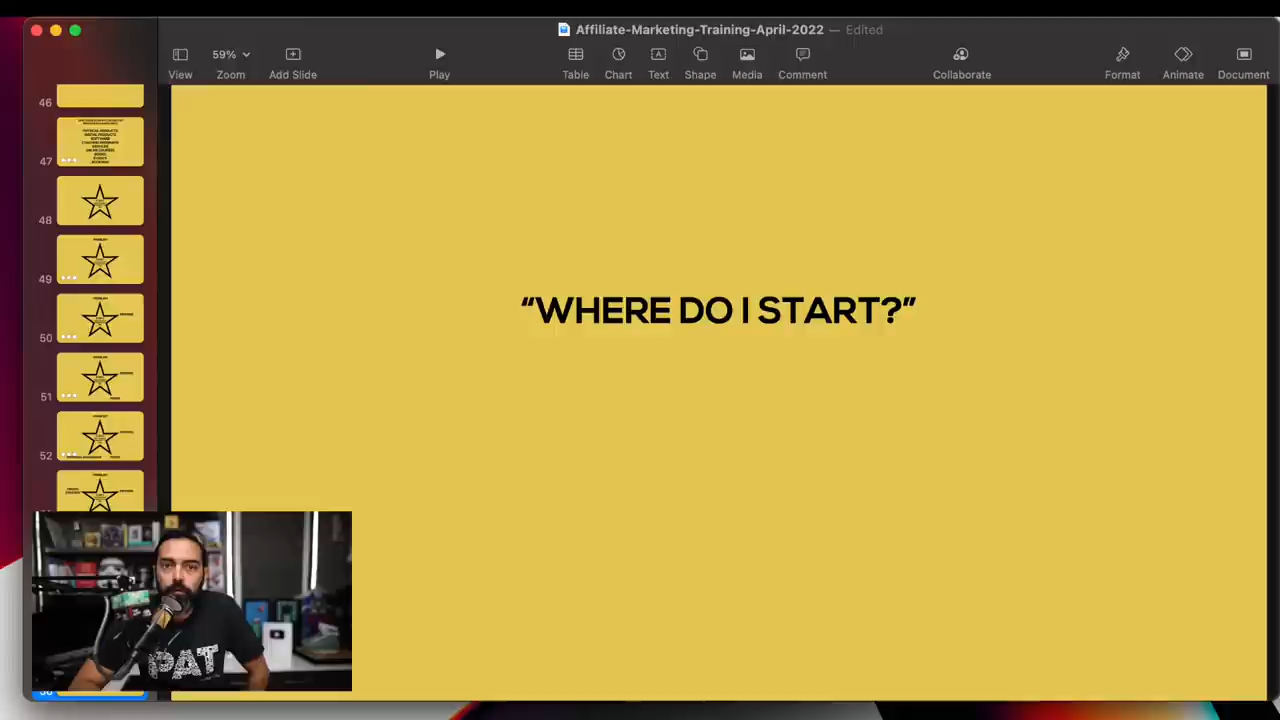 Affiliate-Marketing-Training-April-2022 — Edited
59%
View
Zoom
Add Slide
Play
Table
Chart
Text
Shape
Media
Comment
Collaborate
Format
Animate
Document
46
47
48
49
50
51
52
“WHERE DO I START?”
PAT